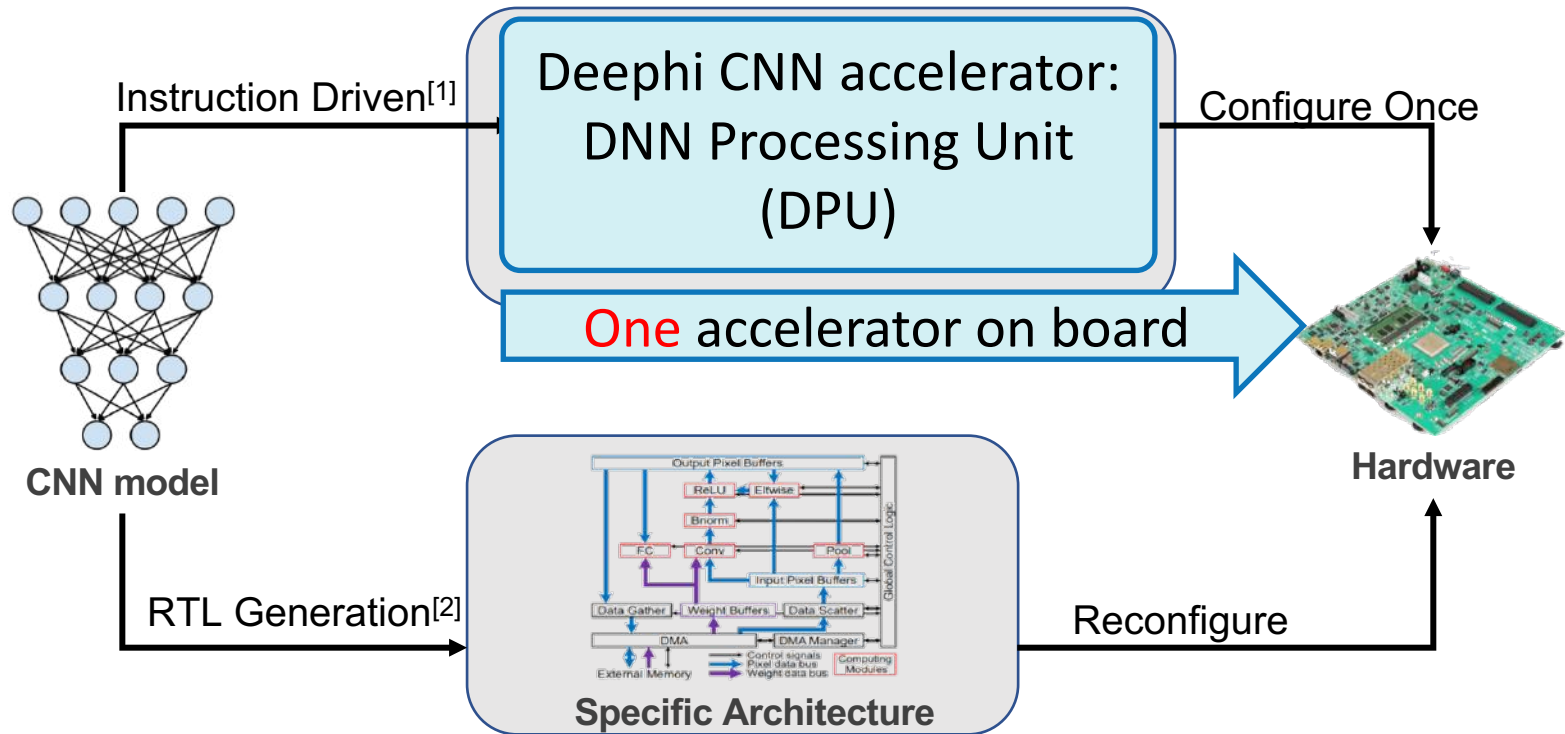 Instruction Driven[1]
Deephi CNN accelerator:
DNN Processing Unit
(DPU)
Configure Once
One accelerator on board
CNN model
Hardware
Output Pixel Buffers
ReLU
Eltwise
Bnorm
FC
Conv
Pool
Global Control Logic
Input Pixel Buffers
Data Gather
Weight Buffers
Data Scatter
DMA
DMA Manager
External Memory
Control signals
Pixel data bus
Weight data bus
Computing
Modules
RTL Generation[2]
Reconfigure
Specific Architecture